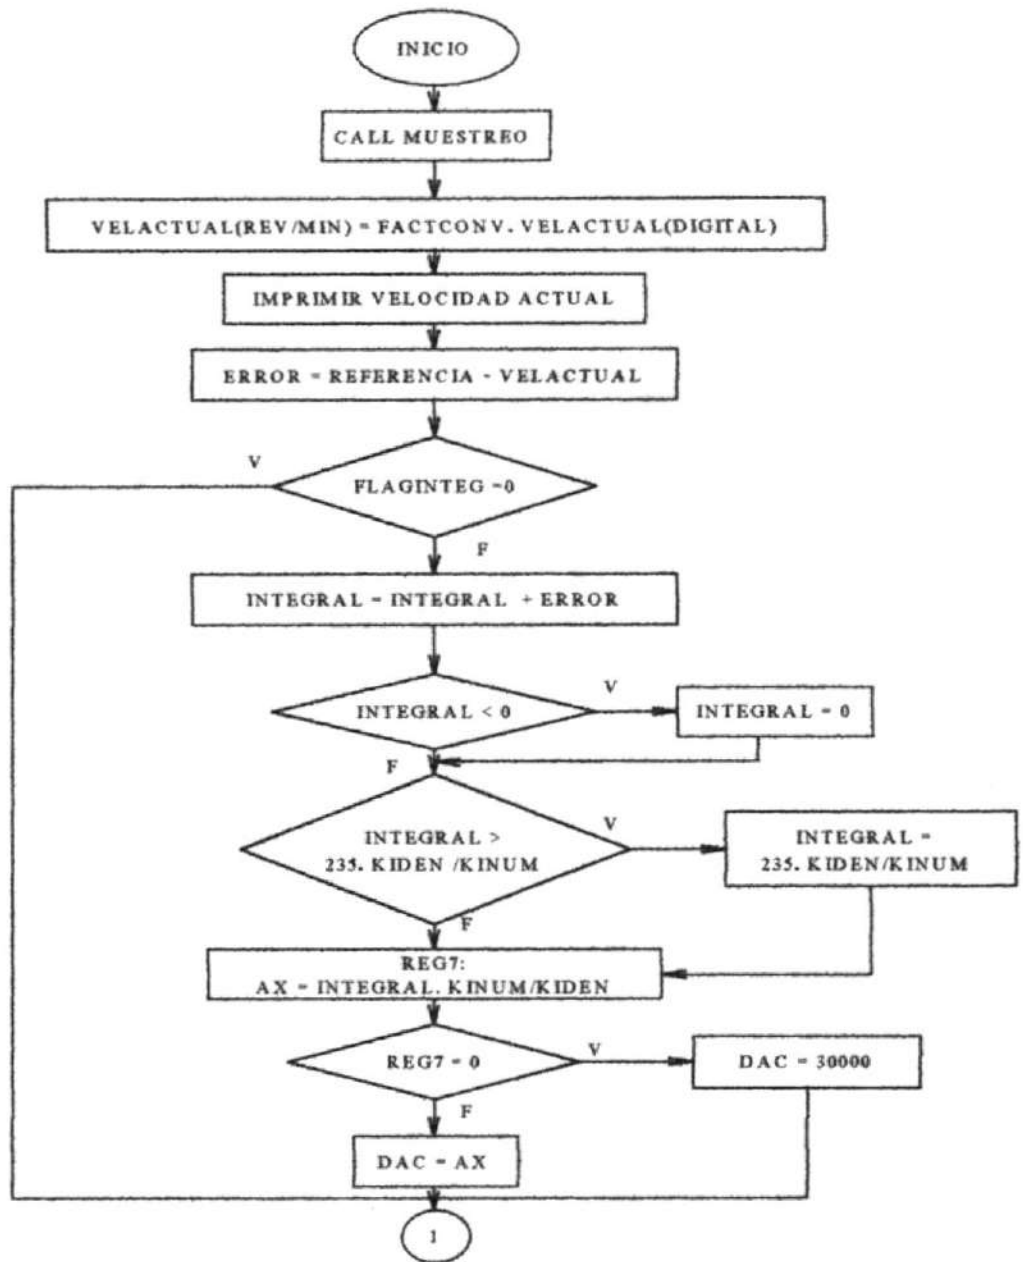 INICIO
CALL MUESTREO
VELACTUAL(REV/MIN) = FACTCONV. VELACTUAL(DIGITAL)
IMPRIMIR VELOCIDAD ACTUAL
ERROR = REFERENCIA - VELACTUAL
V
FLAGINTEG =0
F
INTEGRAL = INTEGRAL + ERROR
V
INTEGRAL < 0
INTEGRAL = 0
F
V
INTEGRAL >
235. KIDEN /KINUM
INTEGRAL =
235. KIDEN/KINUM
F
REG7:
AX = INTEGRAL. KINUM/KIDEN
V
REG7 = 0
DAC = 30000
F
DAC = AX
1